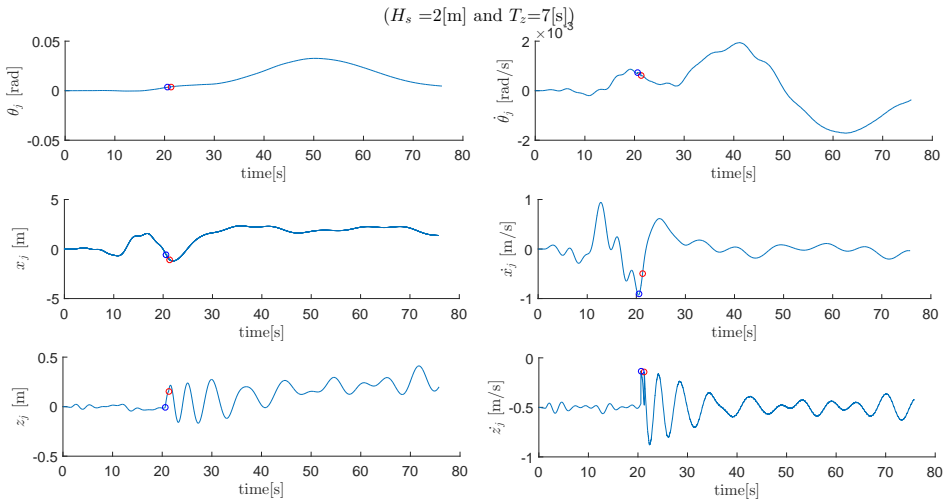 (H_s =2[m] and T_z=7[s])
0.05
0
-0.05
θ_j [rad]
0 10 20 30 40 50 60 70 80
time[s]
×10^-3
2
0
-2
θ̇_j [rad/s]
0 10 20 30 40 50 60 70 80
time[s]
5
0
-5
x_j [m]
0 10 20 30 40 50 60 70 80
time[s]
1
0
-1
ẋ_j [m/s]
0 10 20 30 40 50 60 70 80
time[s]
0.5
0
-0.5
z_j [m]
0 10 20 30 40 50 60 70 80
time[s]
0
-0.5
-1
ż_j [m/s]
0 10 20 30 40 50 60 70 80
time[s]